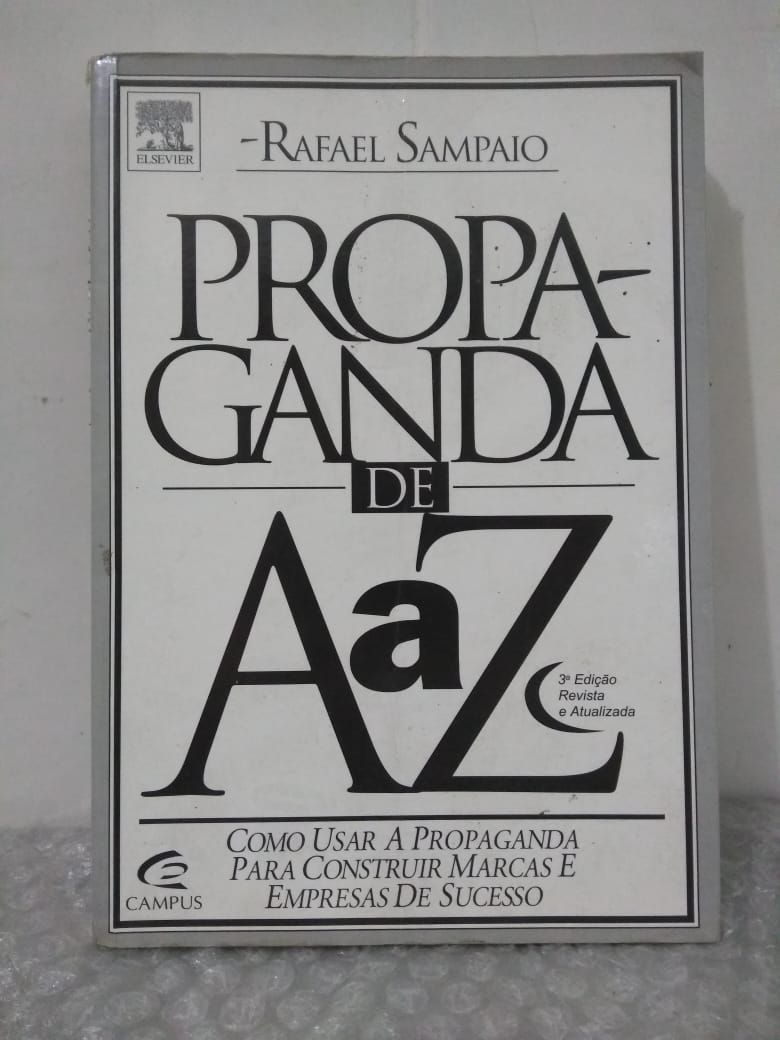 ELSEVIER
-RAFAEL SAMPAIO
PROPA-
GANDA
DE
A a Z
3ª Edição
Revista
e Atualizada
COMO USAR A PROPAGANDA
PARA CONSTRUIR MARCAS E
EMPRESAS DE SUCESSO
CAMPUS